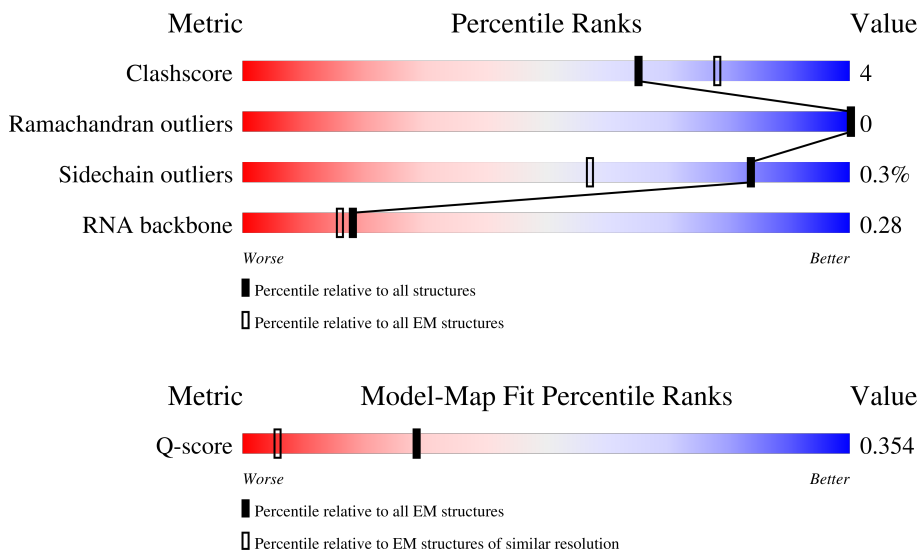 Metric Percentile Ranks Value
Clashscore 4
Ramachandran outliers 0
Sidechain outliers 0.3%
RNA backbone 0.28
Worse Better
Percentile relative to all structures
Percentile relative to all EM structures
Metric Model-Map Fit Percentile Ranks Value
Q-score 0.354
Worse Better
Percentile relative to all EM structures
Percentile relative to EM structures of similar resolution